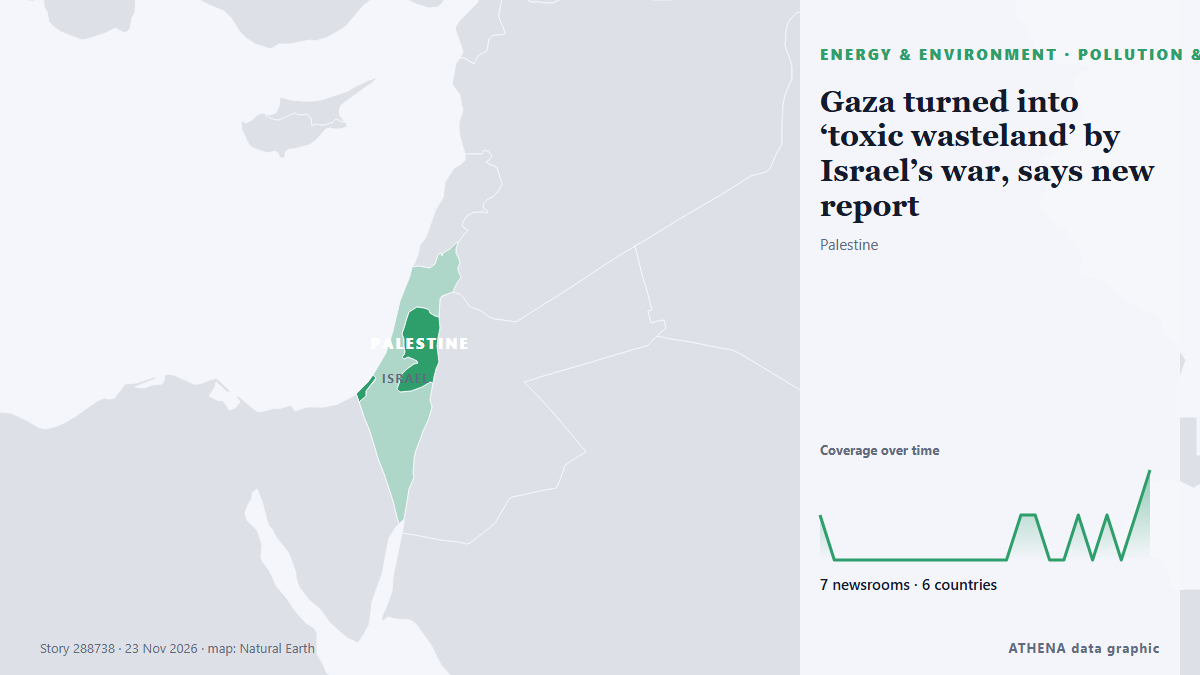 ENERGY & ENVIRONMENT · POLLUTION &
Gaza turned into
‘toxic wasteland’ by
Israel’s war, says new
report
Palestine
PALESTINE
ISRAEL
Coverage over time
7 newsrooms · 6 countries
Story 288738 · 23 Nov 2026 · map: Natural Earth
ATHENA data graphic